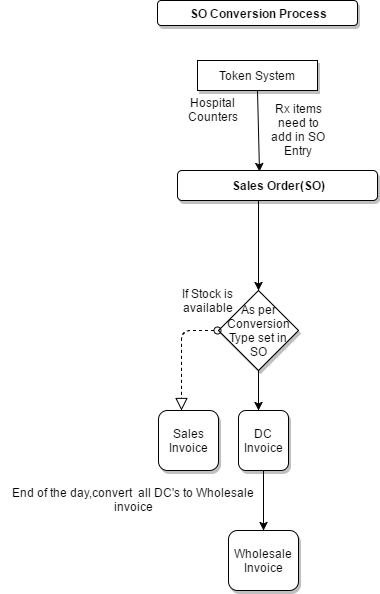 SO Conversion Process
Token System
Hospital
Counters
Rx items
need to
add in SO
Entry
Sales Order(SO)
If Stock is
available
As per
Conversion
Type set in
SO
Sales
Invoice
DC
Invoice
End of the day,convert  all DC's to Wholesale
invoice
Wholesale
Invoice